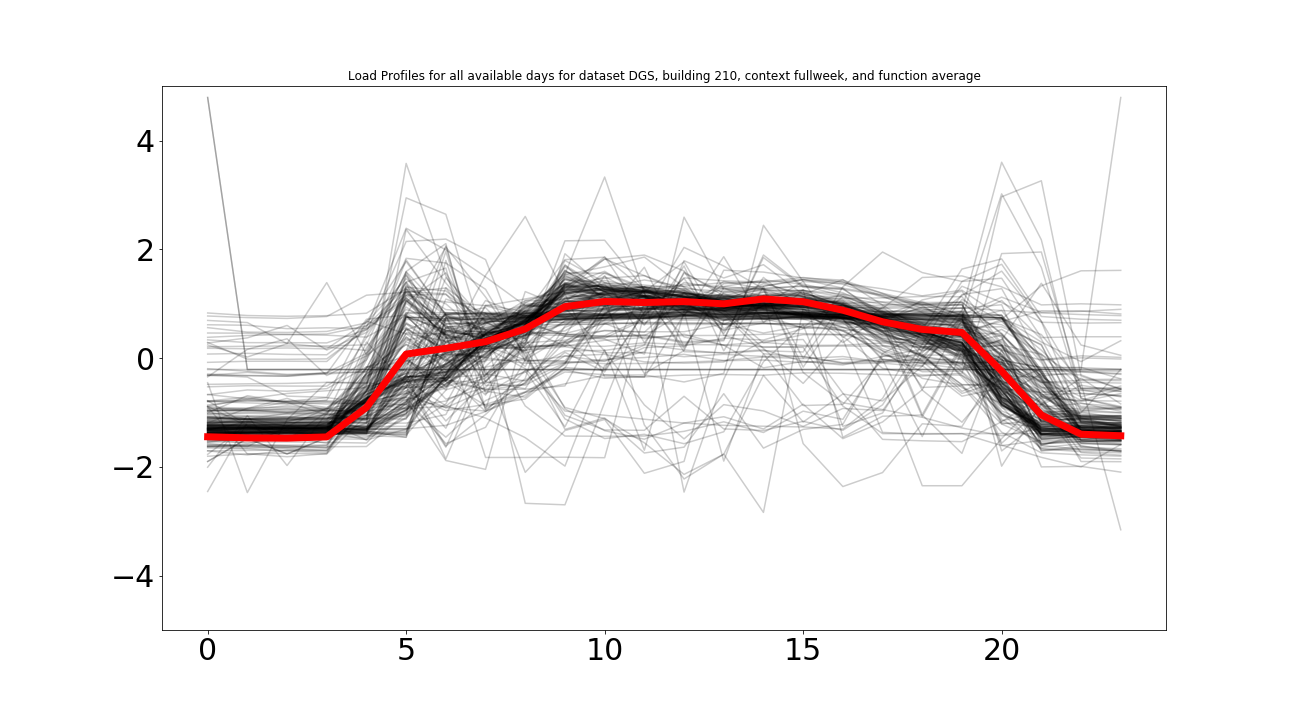 Load Profiles for all available days for dataset DGS, building 210, context fullweek, and function average
4
2
0
−2
−4
0 5 10 15 20